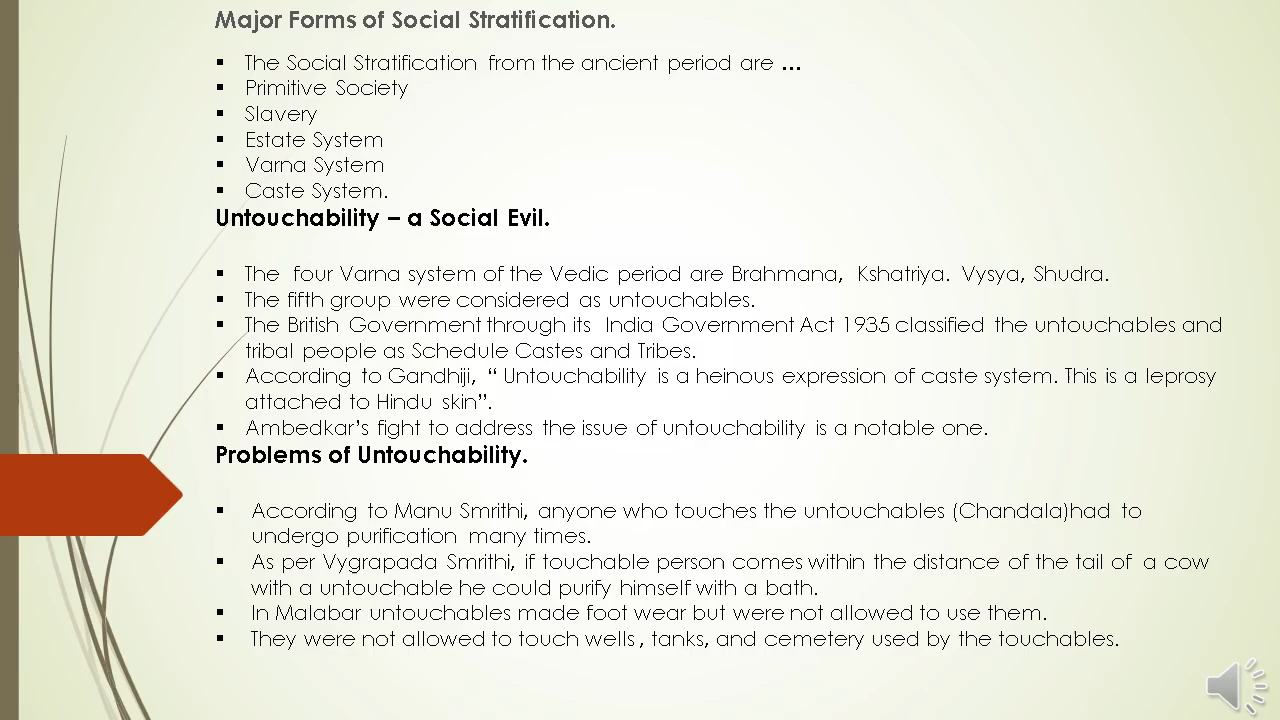 Major Forms of Social Stratification.
▪ The Social Stratification from the ancient period are …
▪ Primitive Society
▪ Slavery
▪ Estate System
▪ Varna System
▪ Caste System.
Untouchability – a Social Evil.
▪ The four Varna system of the Vedic period are Brahmana, Kshatriya. Vysya, Shudra.
▪ The fifth group were considered as untouchables.
▪ The British Government through its India Government Act 1935 classified the untouchables and
tribal people as Schedule Castes and Tribes.
▪ According to Gandhiji, “ Untouchability is a heinous expression of caste system. This is a leprosy
attached to Hindu skin”.
▪ Ambedkar’s fight to address the issue of untouchability is a notable one.
Problems of Untouchability.
▪ According to Manu Smrithi, anyone who touches the untouchables (Chandala)had to
undergo purification many times.
▪ As per Vygrapada Smrithi, if touchable person comes within the distance of the tail of a cow
with a untouchable he could purify himself with a bath.
▪ In Malabar untouchables made foot wear but were not allowed to use them.
▪ They were not allowed to touch wells , tanks, and cemetery used by the touchables.